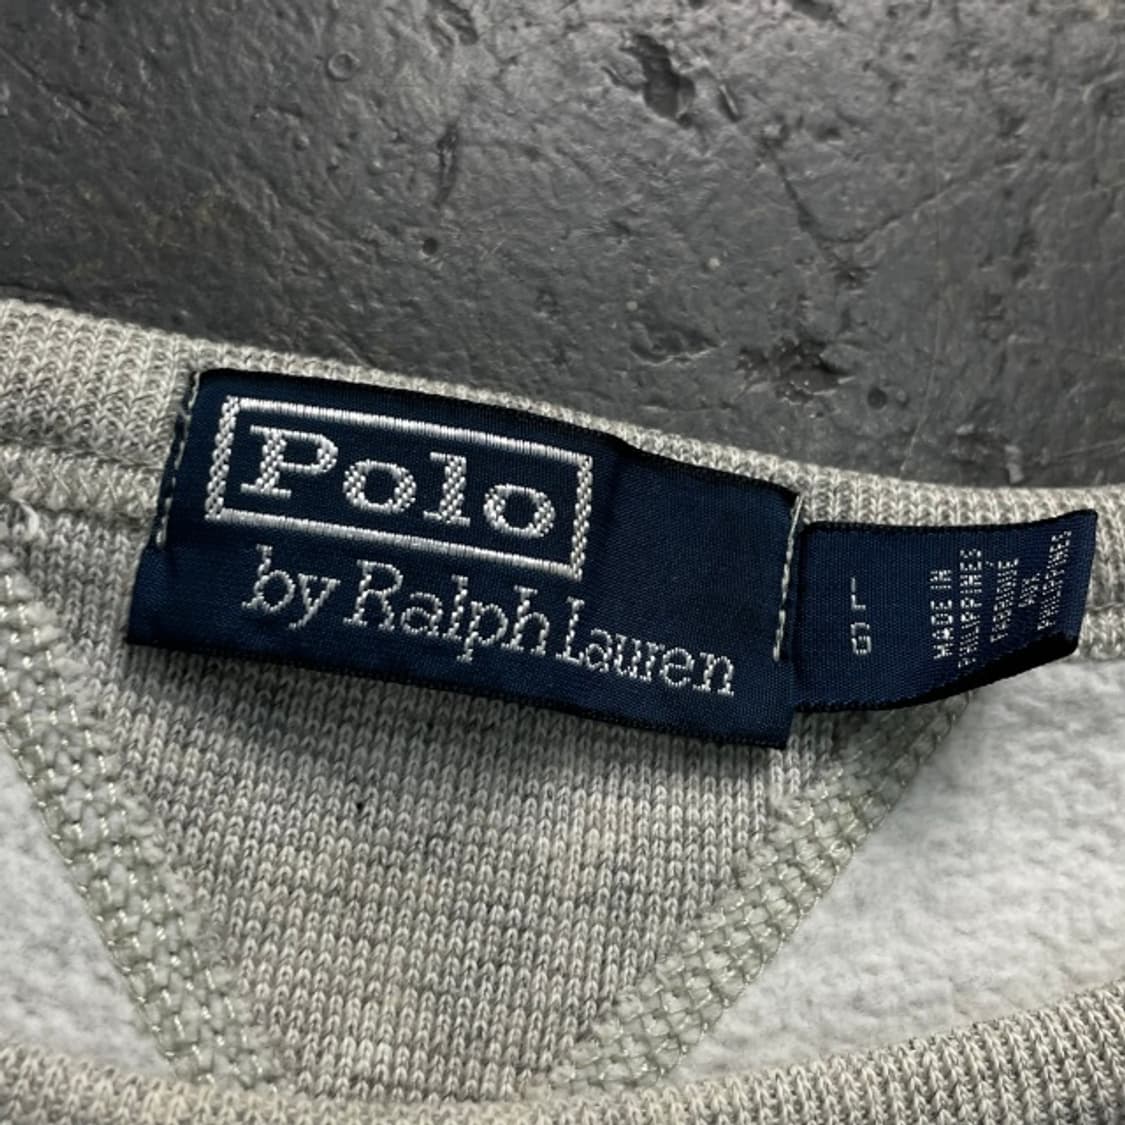 Polo
by Ralph Lauren
L
G
MADE IN
PHILIPPINES
FABRIQUÉ
AUX
PHILIPPINES